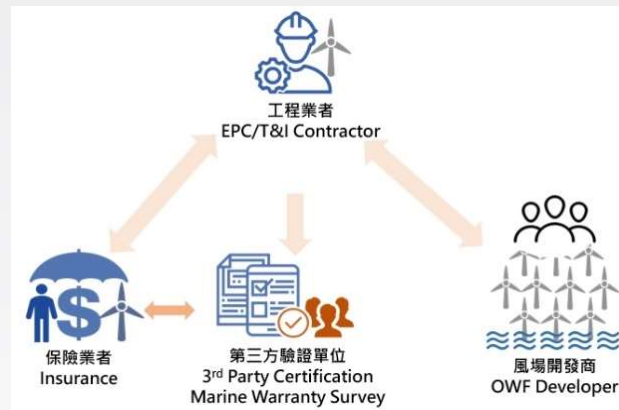 工程業者
EPC/T&I Contractor
保險業者
Insurance
第三方驗證單位
3rd Party Certification
Marine Warranty Survey
風場開發商
OWF Developer